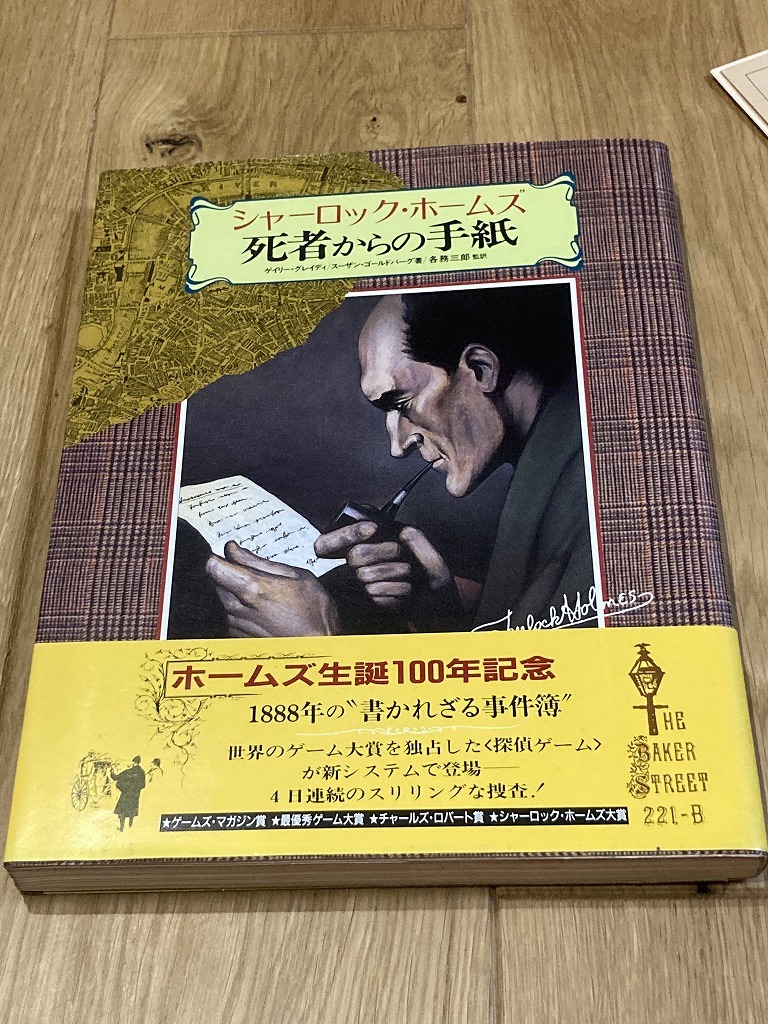 シャーロック・ホームズ
死者からの手紙
ゲイリー・グレイディ/スーザン・ゴールドバーグ著/各務三郎 監訳
Sherlock Holmes
ホームズ生誕100年記念
1888年の〝書かれざる事件簿〟
世界のゲーム大賞を独占した<探偵ゲーム>
が新システムで登場――
4日連続のスリリングな捜査!
★ゲームズ・マガジン賞 ★最優秀ゲーム大賞 ★チャールズ・ロバート賞 ★シャーロック・ホームズ大賞
THE
BAKER
STREET
221-B